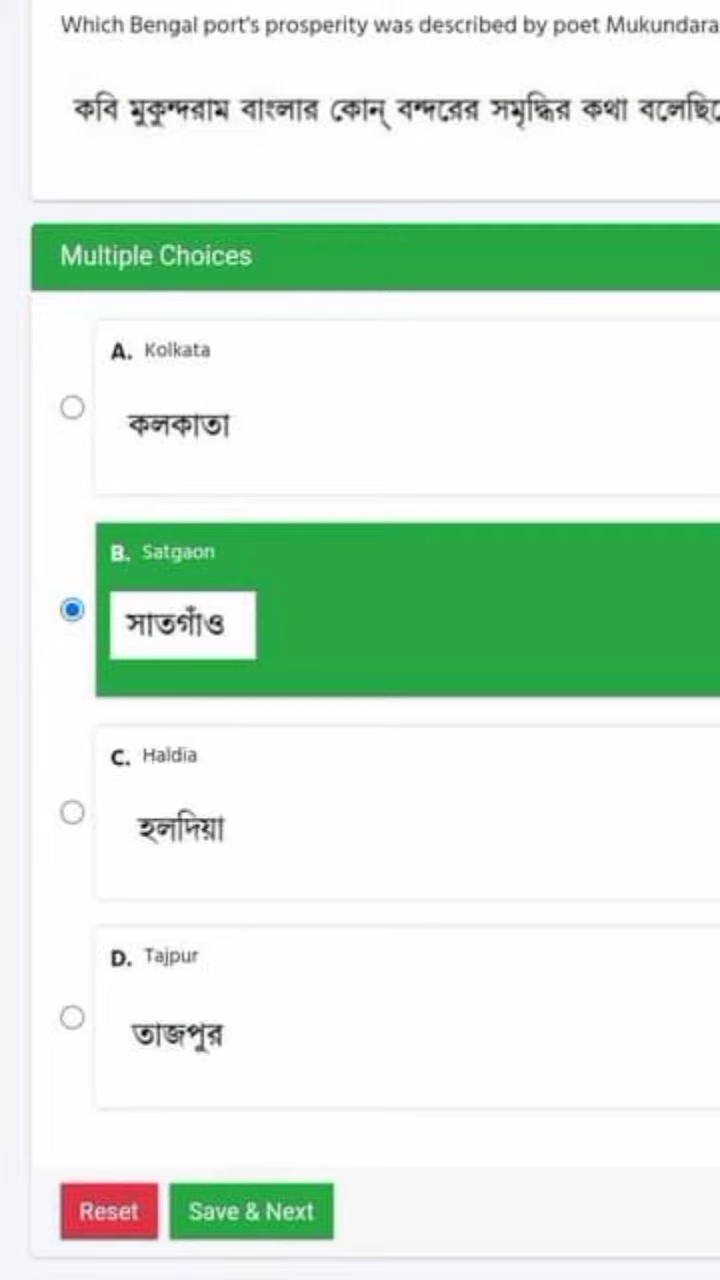 Which Bengal port's prosperity was described by poet Mukundara
কবি মুকুন্দরাম বাংলার কোন্ বন্দরের সমৃদ্ধির কথা বলেছি
Multiple Choices
A. Kolkata
কলকাতা
B. Satgaon
সাতগাঁও
C. Haldia
হলদিয়া
D. Tajpur
তাজপুর
Reset Save & Next